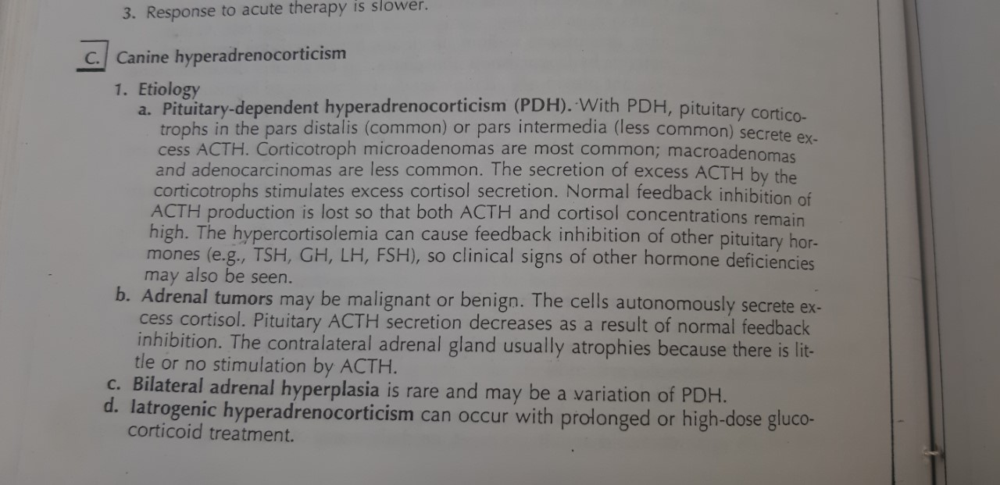 3. Response to acute therapy is slower.
C. Canine hyperadrenocorticism
1. Etiology
a. Pituitary-dependent hyperadrenocorticism (PDH). With PDH, pituitary cortico-
trophs in the pars distalis (common) or pars intermedia (less common) secrete ex-
cess ACTH. Corticotroph microadenomas are most common; macroadenomas
and adenocarcinomas are less common. The secretion of excess ACTH by the
corticotrophs stimulates excess cortisol secretion. Normal feedback inhibition of
ACTH production is lost so that both ACTH and cortisol concentrations remain
high. The hypercortisolemia can cause feedback inhibition of other pituitary hor-
mones (e.g., TSH, GH, LH, FSH), so clinical signs of other hormone deficiencies
may also be seen.
b. Adrenal tumors may be malignant or benign. The cells autonomously secrete ex-
cess cortisol. Pituitary ACTH secretion decreases as a result of normal feedback
inhibition. The contralateral adrenal gland usually atrophies because there is lit-
tle or no stimulation by ACTH.
c. Bilateral adrenal hyperplasia is rare and may be a variation of PDH.
d. Iatrogenic hyperadrenocorticism can occur with prolonged or high-dose gluco-
corticoid treatment.